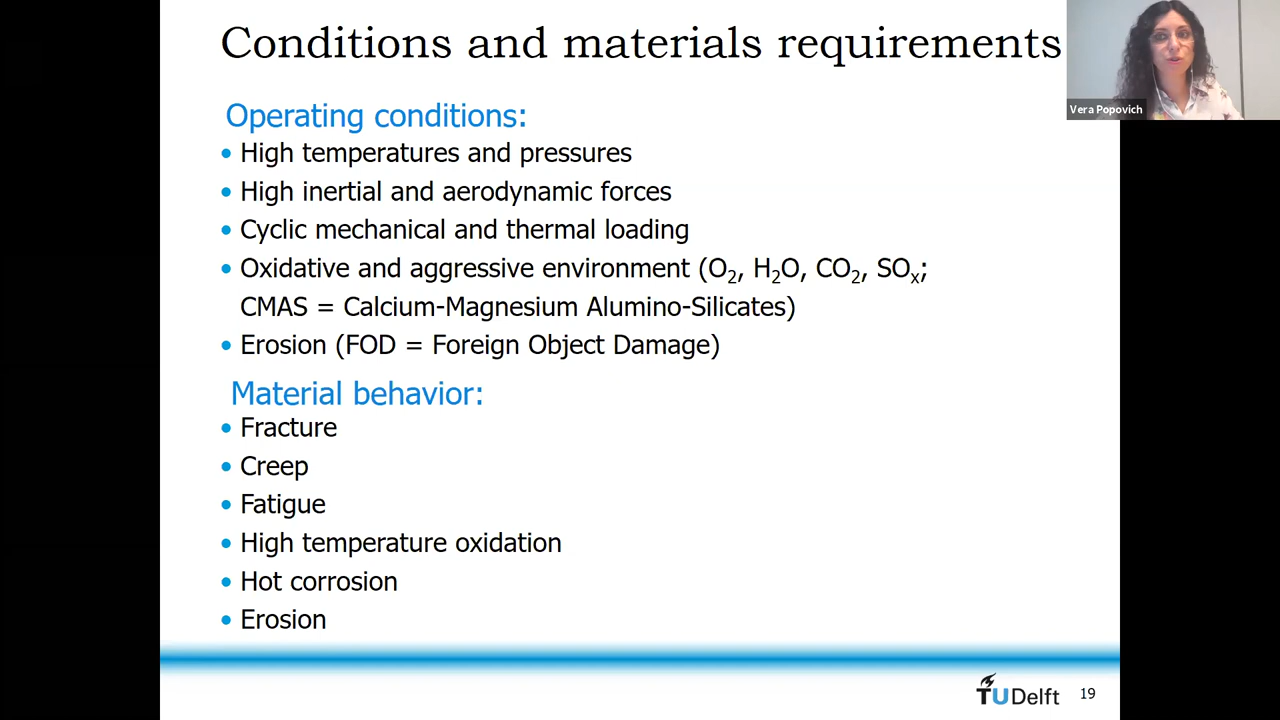 Conditions and materials requirements
Vera Popovich
Operating conditions:
• High temperatures and pressures
• High inertial and aerodynamic forces
• Cyclic mechanical and thermal loading
• Oxidative and aggressive environment (O₂, H₂O, CO₂, SOₓ;
CMAS = Calcium-Magnesium Alumino-Silicates)
• Erosion (FOD = Foreign Object Damage)
Material behavior:
• Fracture
• Creep
• Fatigue
• High temperature oxidation
• Hot corrosion
• Erosion
TUDelft
19